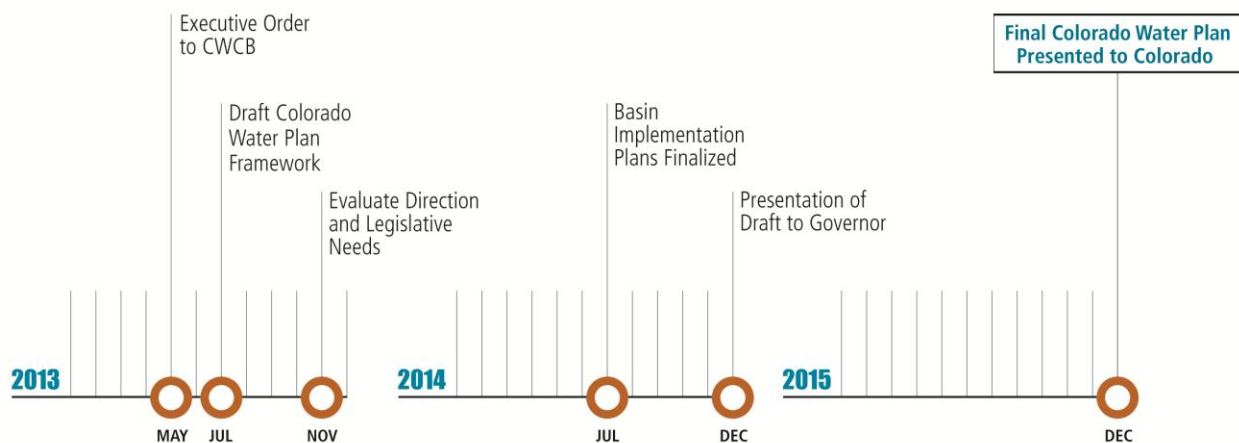 Executive Order
to CWCB
Draft Colorado
Water Plan
Framework
Evaluate Direction
and Legislative
Needs
Basin
Implementation
Plans Finalized
Presentation of
Draft to Governor
Final Colorado Water Plan
Presented to Colorado
2013
MAY
JUL
NOV
2014
JUL
DEC
2015
DEC